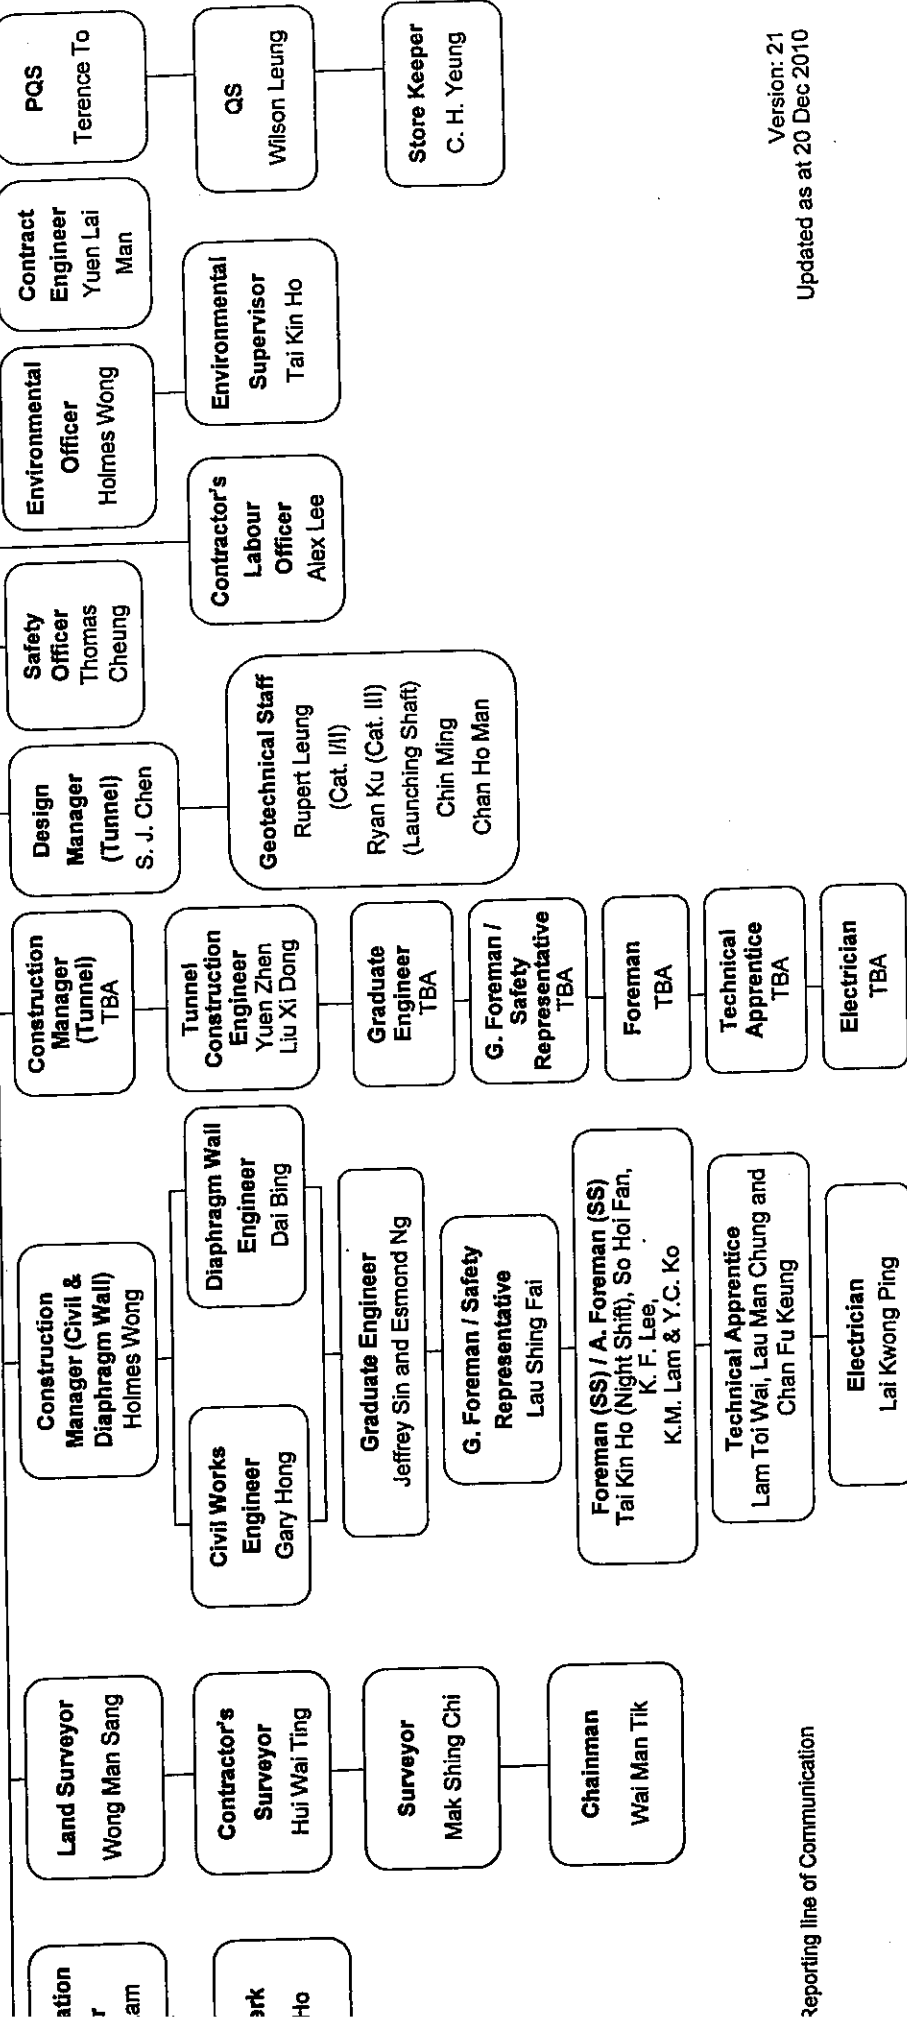 ation
r
am
erk
Ho
Land Surveyor
Wong Man Sang
Contractor's
Surveyor
Hui Wai Ting
Surveyor
Mak Shing Chi
Chainman
Wai Man Tik
Construction
Manager (Civil &
Diaphragm Wall)
Holmes Wong
Civil Works
Engineer
Gary Hong
Diaphragm Wall
Engineer
Dai Bing
Graduate Engineer
Jeffrey Sin and Esmond Ng
G. Foreman / Safety
Representative
Lau Shing Fai
Foreman (SS) / A. Foreman (SS)
Tai Kin Ho (Night Shift), So Hoi Fan,
K. F. Lee,
K.M. Lam & Y.C. Ko
Technical Apprentice
Lam Toi Wai, Lau Man Chung and
Chan Fu Keung
Electrician
Lai Kwong Ping
Construction
Manager
(Tunnel)
TBA
Tunnel
Construction
Engineer
Yuen Zhen
Liu Xi Dong
Graduate
Engineer
TBA
G. Foreman /
Safety
Representative
TBA
Foreman
TBA
Technical
Apprentice
TBA
Electrician
TBA
Design
Manager
(Tunnel)
S. J. Chen
Geotechnical Staff
Rupert Leung
(Cat. I/II)
Ryan Ku (Cat. III)
(Launching Shaft)
Chin Ming
Chan Ho Man
Safety
Officer
Thomas
Cheung
Contractor's
Labour
Officer
Alex Lee
Environmental
Officer
Holmes Wong
Environmental
Supervisor
Tai Kin Ho
Contract
Engineer
Yuen Lai
Man
PQS
Terence To
QS
Wilson Leung
Store Keeper
C. H. Yeung
Reporting line of Communication
Version: 21
Updated as at 20 Dec 2010